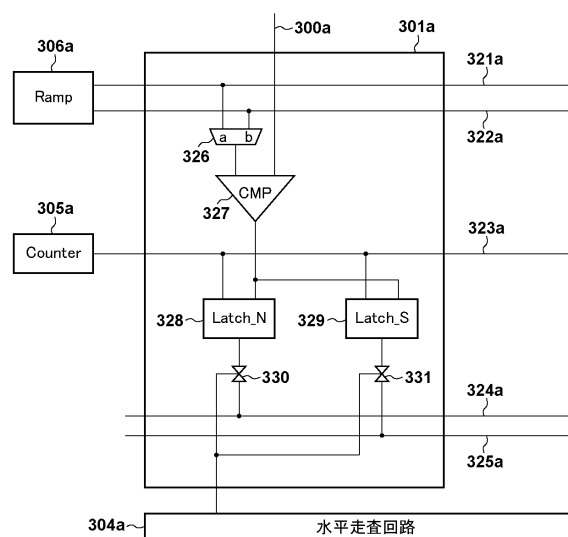 300a
301a
306a
Ramp
321a
322a
a b
326
CMP
327
305a
Counter
323a
328
Latch_N
329
Latch_S
330
331
324a
325a
304a
水平走査回路